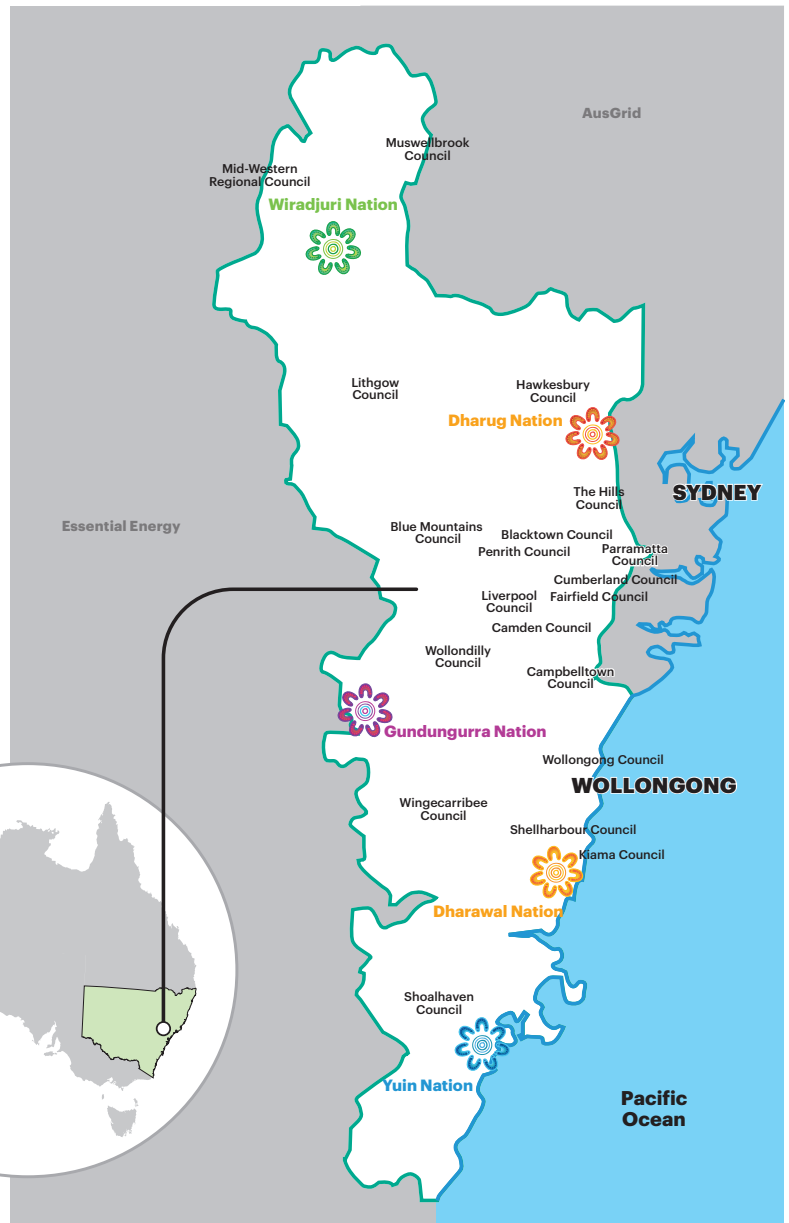 AusGrid
Muswellbrook
Council
Mid-Western
Regional Council
Wiradjuri Nation
Lithgow
Council
Hawkesbury
Council
Dharug Nation
SYDNEY
The Hills
Council
Essential Energy
Blue Mountains
Council
Blacktown Council
Penrith Council
Parramatta
Council
Cumberland Council
Liverpool
Council
Fairfield Council
Camden Council
Wollondilly
Council
Campbelltown
Council
Gundungurra Nation
Wollongong Council
WOLLONGONG
Wingecarribee
Council
Shellharbour Council
Kiama Council
Dharawal Nation
Shoalhaven
Council
Yuin Nation
Pacific
Ocean